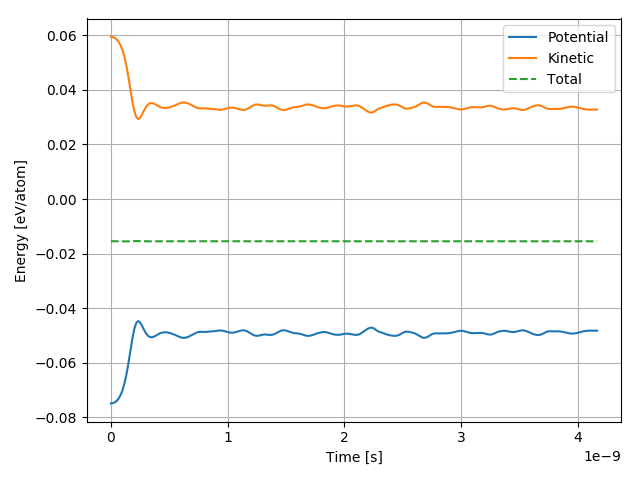 Potential
Kinetic
Total
Energy [eV/atom]
0.06
0.04
0.02
0.00
−0.02
−0.04
−0.06
−0.08
0 1 2 3 4
1e−9
Time [s]